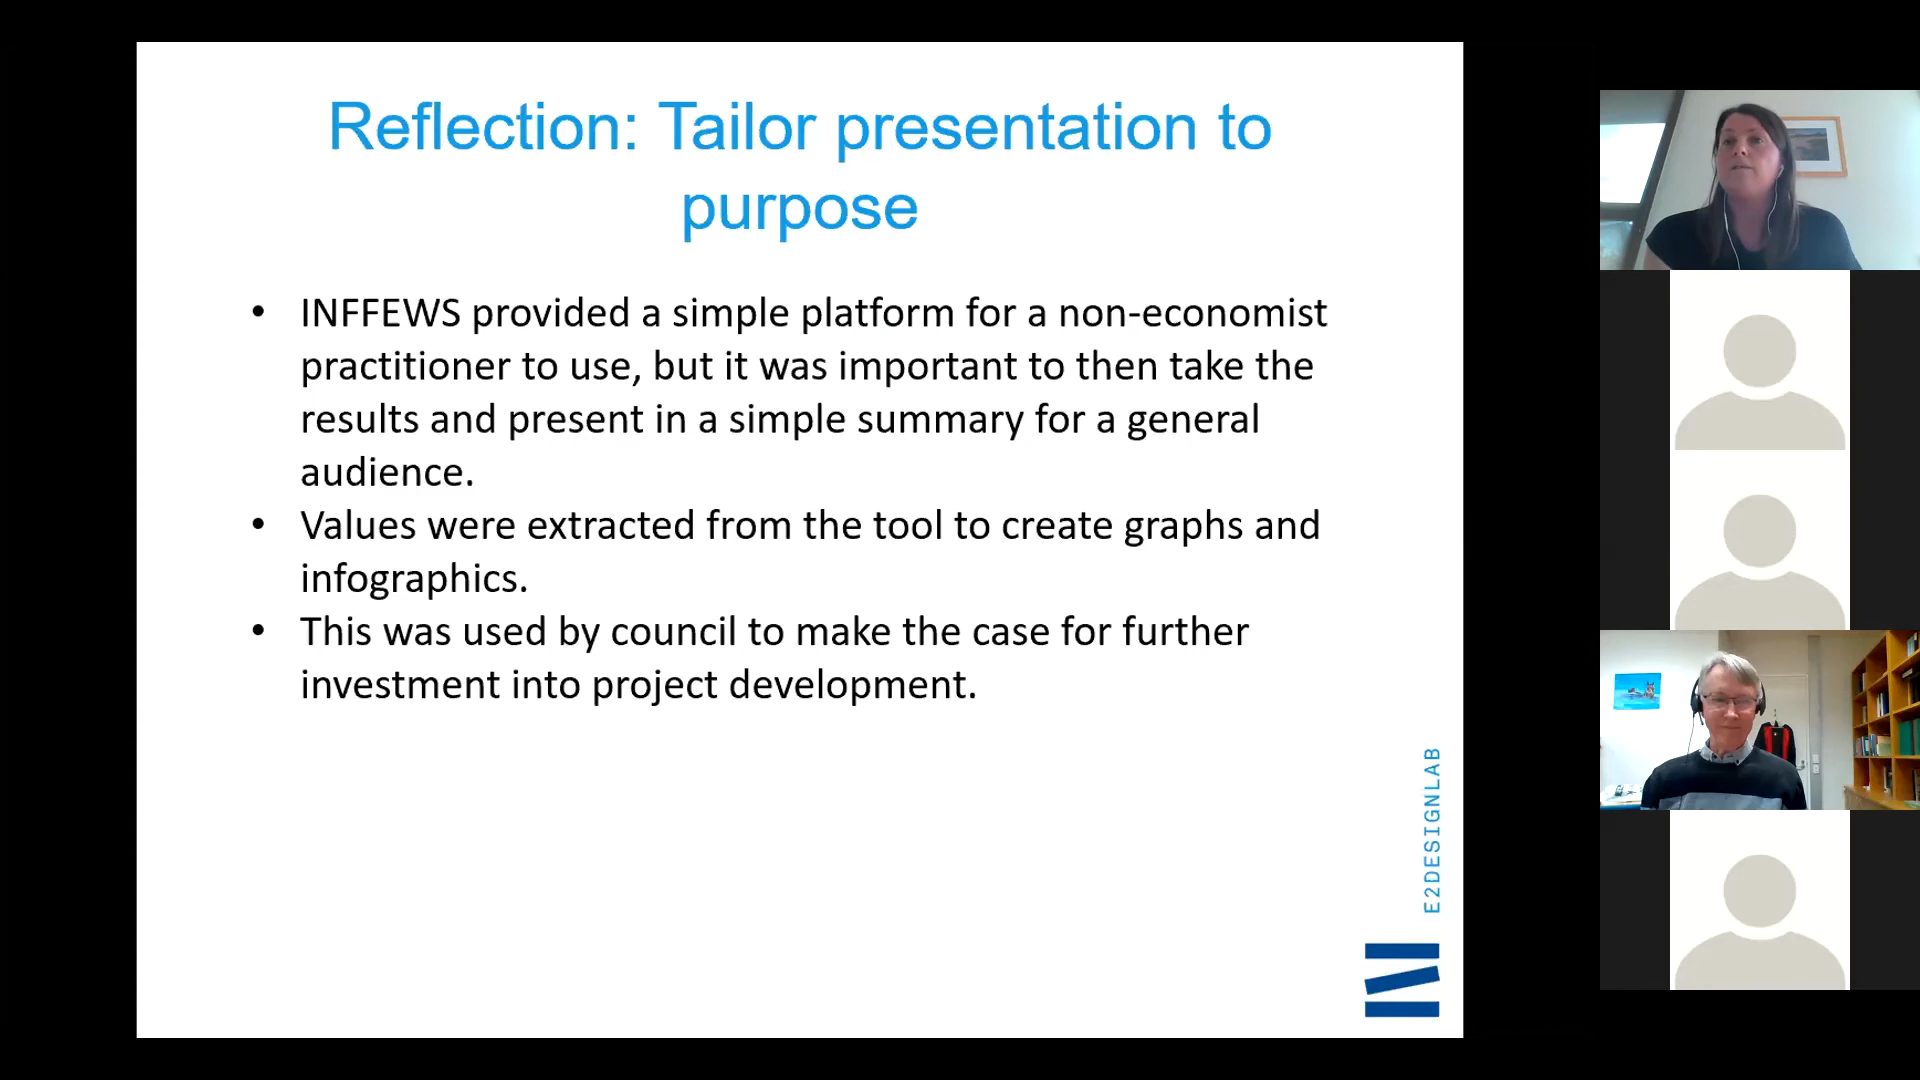 Reflection: Tailor presentation to
purpose
• INFFEWS provided a simple platform for a non-economist
practitioner to use, but it was important to then take the
results and present in a simple summary for a general
audience.
• Values were extracted from the tool to create graphs and
infographics.
• This was used by council to make the case for further
investment into project development.
E2DESIGNLAB